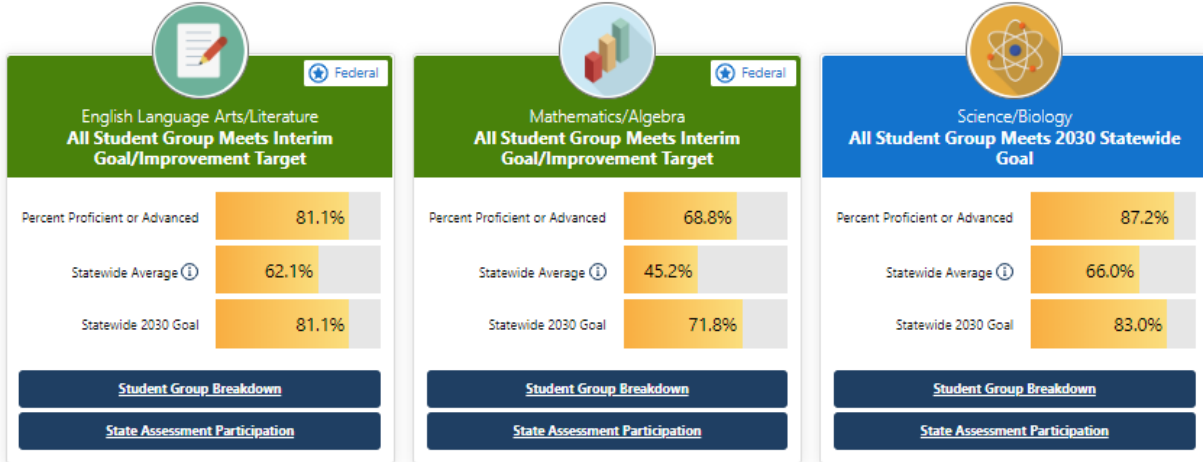 Federal
English Language Arts/Literature
All Student Group Meets Interim
Goal/Improvement Target
Percent Proficient or Advanced 81.1%
Statewide Average 62.1%
Statewide 2030 Goal 81.1%
Student Group Breakdown
State Assessment Participation
Federal
Mathematics/Algebra
All Student Group Meets Interim
Goal/Improvement Target
Percent Proficient or Advanced 68.8%
Statewide Average 45.2%
Statewide 2030 Goal 71.8%
Student Group Breakdown
State Assessment Participation
Science/Biology
All Student Group Meets 2030 Statewide
Goal
Percent Proficient or Advanced 87.2%
Statewide Average 66.0%
Statewide 2030 Goal 83.0%
Student Group Breakdown
State Assessment Participation